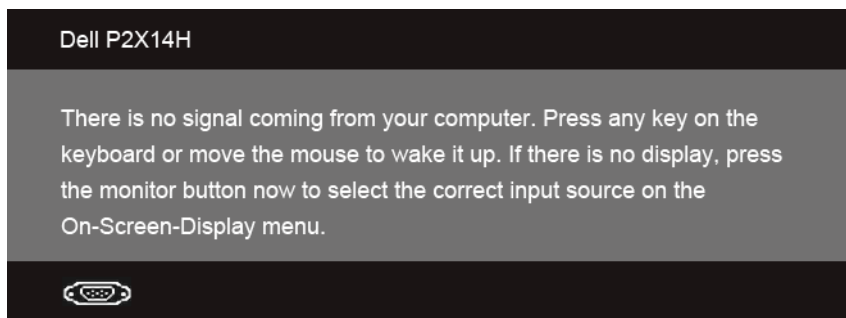 Dell P2X14H
There is no signal coming from your computer. Press any key on the
keyboard or move the mouse to wake it up. If there is no display, press
the monitor button now to select the correct input source on the
On-Screen-Display menu.